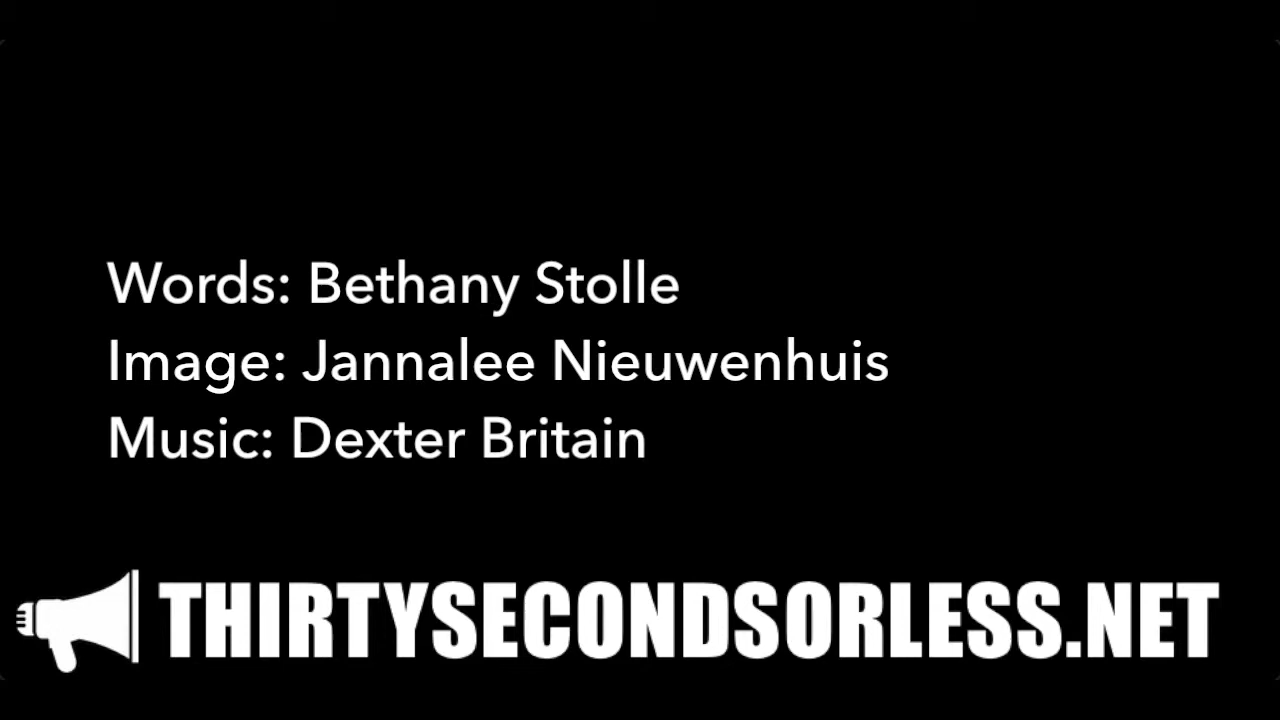 Words: Bethany Stolle
Image: Jannalee Nieuwenhuis
Music: Dexter Britain
THIRTYSECONDSORLESS.NET